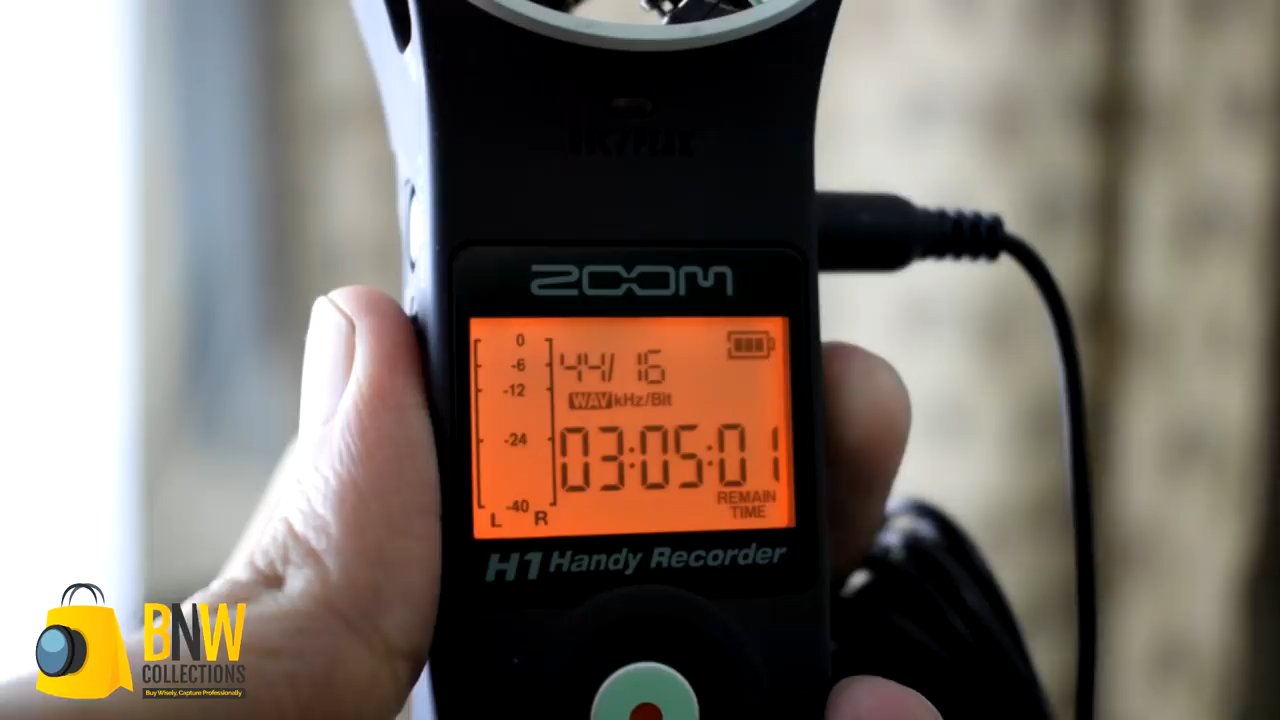 ZOOM
0
-6
-12
-24
-40
L R
44/16
WAV kHz/Bit
03:05:01
REMAIN
TIME
H1 Handy Recorder
BNW
COLLECTIONS
Buy Wisely, Capture Professionally